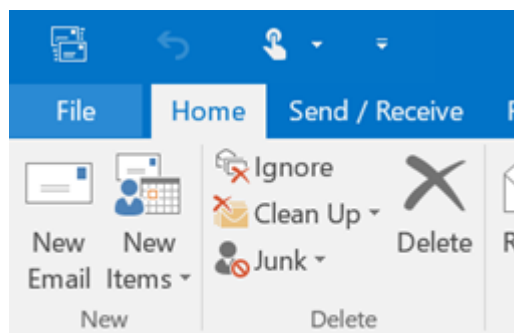 File Home Send / Receive
Ignore
Clean Up
Junk
New Email
New Items
Delete
New
Delete